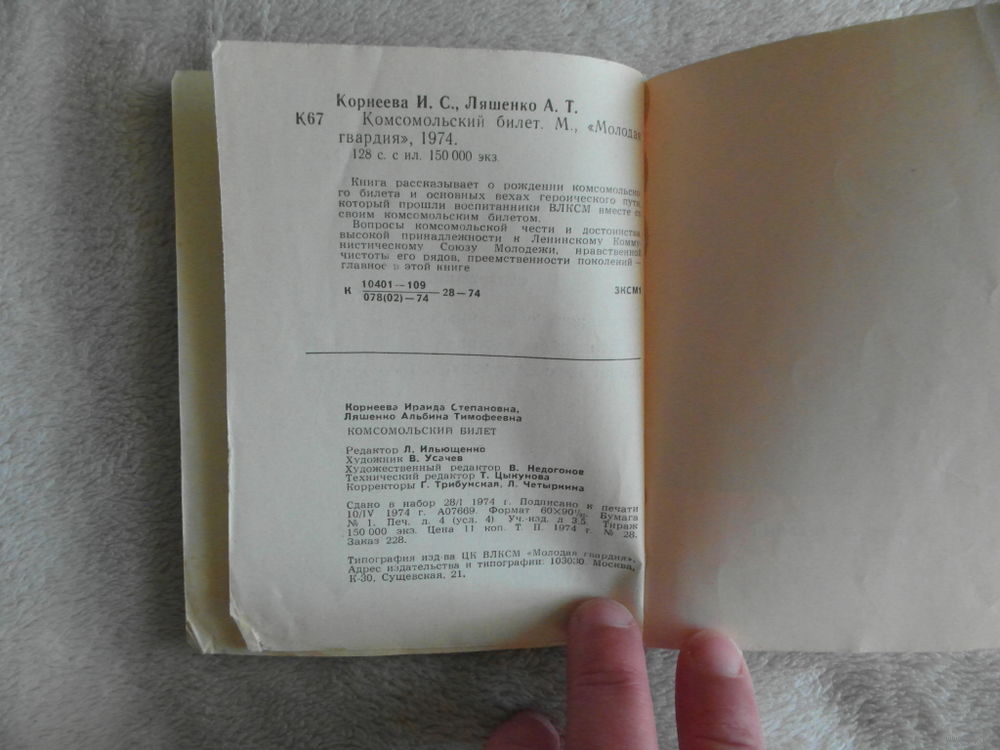 Корнеева И. С., Ляшенко А. Т.
К67 Комсомольский билет. М., «Молодая
гвардия», 1974.
128 с. с ил. 150 000 экз.
Книга рассказывает о рождении комсомольско-
го билета и основных вехах героического пути,
который прошли воспитанники ВЛКСМ вместе со
своим комсомольским билетом.
Вопросы комсомольской чести и достоинства,
высокой принадлежности к Ленинскому Комму-
нистическому Союзу Молодежи, нравственной
чистоты его рядов, преемственности поколений —
главное в этой книге
К 10401—109
078(02)—74 28—74 ЗКСМ1
Корнеева Ираида Степановна,
Ляшенко Альбина Тимофеевна
КОМСОМОЛЬСКИЙ БИЛЕТ
Редактор Л. Ильющенко
Художник В. Усачев
Художественный редактор В. Недогонов
Технический редактор Т. Цыкунова
Корректоры Г. Трибунская, Л. Четыркина
Сдано в набор 28/I 1974 г. Подписано к печати
10/IV 1974 г. А07669. Формат 60×90¹/₃₂. Бумага
№ 1. Печ. л. 4 (усл. 4) Уч.-изд. л 3,5. Тираж
150 000 экз. Цена 11 коп. Т. П. 1974 г. № 28.
Заказ 228.
Типография изд-ва ЦК ВЛКСМ «Молодая гвардия».
Адрес издательства и типографии: 103030. Москва,
К-30, Сущевская, 21.